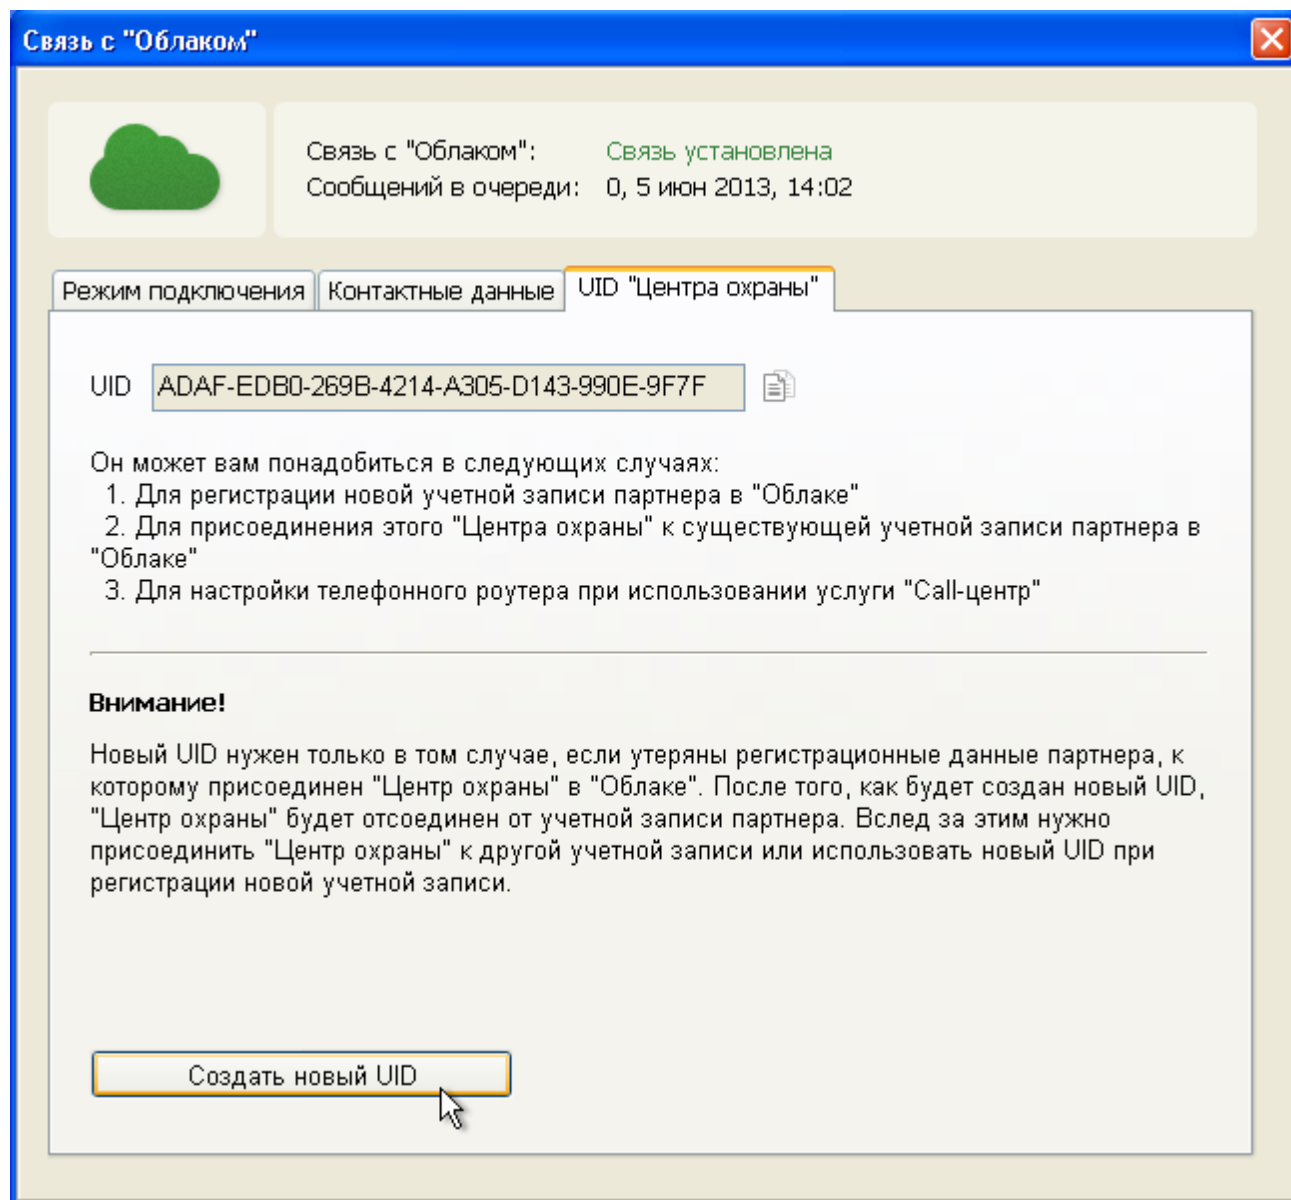 Связь с "Облаком"
Связь с "Облаком": Связь установлена
Сообщений в очереди: 0, 5 июн 2013, 14:02
Режим подключения Контактные данные UID "Центра охраны"
UID ADAF-EDB0-269B-4214-A305-D143-990E-9F7F
Он может вам понадобиться в следующих случаях:
1. Для регистрации новой учетной записи партнера в "Облаке"
2. Для присоединения этого "Центра охраны" к существующей учетной записи партнера в
"Облаке"
3. Для настройки телефонного роутера при использовании услуги "Call-центр"
Внимание!
Новый UID нужен только в том случае, если утеряны регистрационные данные партнера, к
которому присоединен "Центр охраны" в "Облаке". После того, как будет создан новый UID,
"Центр охраны" будет отсоединен от учетной записи партнера. Вслед за этим нужно
присоединить "Центр охраны" к другой учетной записи или использовать новый UID при
регистрации новой учетной записи.
Создать новый UID